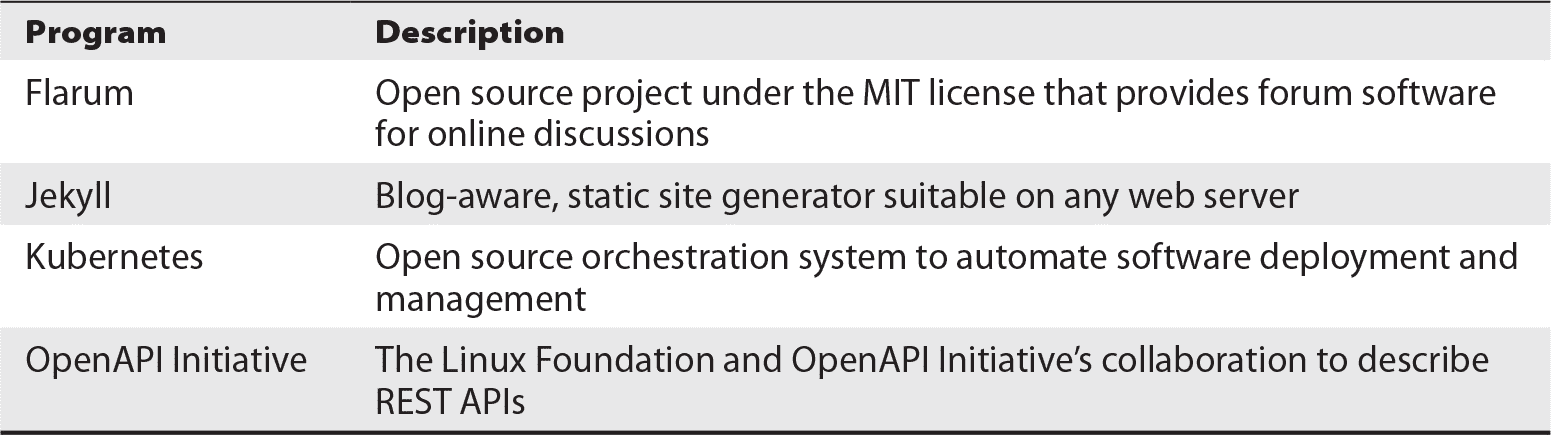 Program Description
Flarum Open source project under the MIT license that provides forum software
for online discussions
Jekyll Blog-aware, static site generator suitable on any web server
Kubernetes Open source orchestration system to automate software deployment and
management
OpenAPI Initiative The Linux Foundation and OpenAPI Initiative’s collaboration to describe
REST APIs